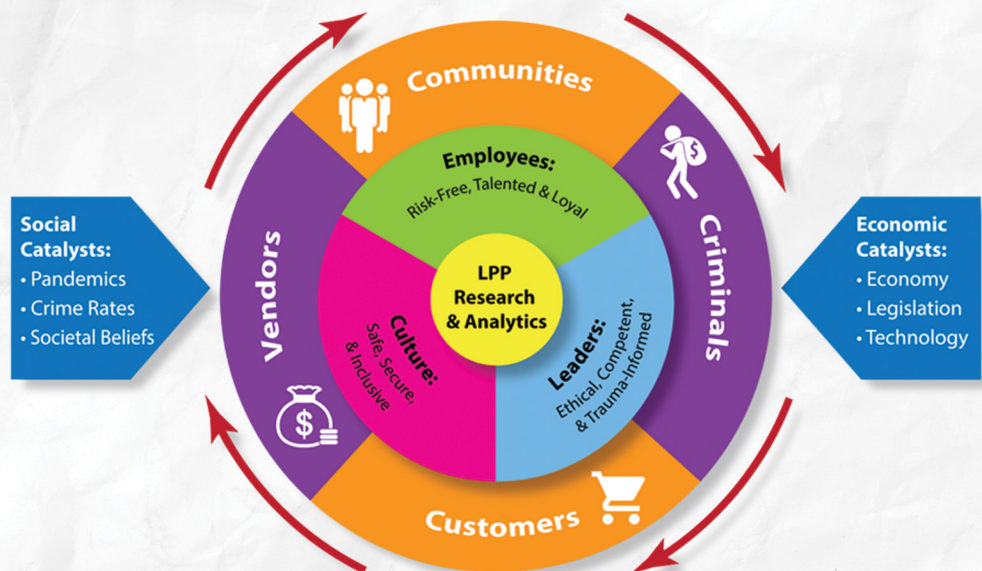 Communities
Employees:
Risk-Free, Talented & Loyal
Social
Catalysts:
• Pandemics
• Crime Rates
• Societal Beliefs
Vendors
$
Culture:
Safe, Secure,
& Inclusive
LPP
Research
& Analytics
Leaders:
Ethical, Competent,
& Trauma-Informed
$
Criminals
Economic
Catalysts:
• Economy
• Legislation
• Technology
Customers